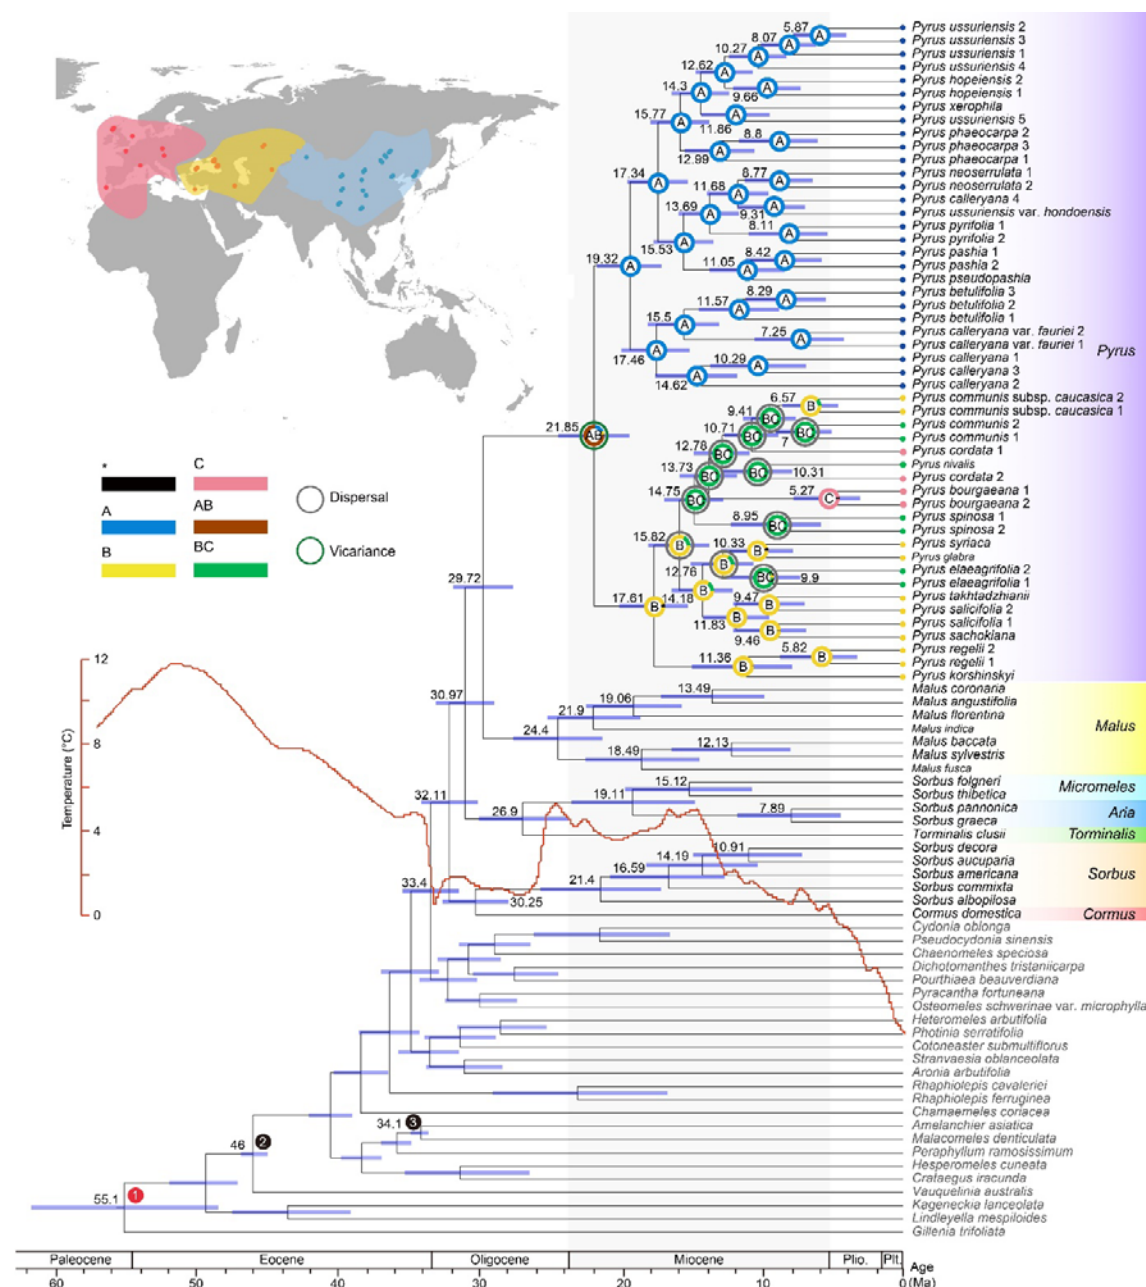 5.87
Pyrus ussuriensis 2
8.07
Pyrus ussuriensis 3
10.27
Pyrus ussuriensis 1
12.62
Pyrus ussuriensis 4
14.3
Pyrus hopeiensis 2
9.66
Pyrus hopeiensis 1
15.77
Pyrus xerophila
11.86
Pyrus ussuriensis 5
8.8
Pyrus phaeocarpa 2
Pyrus phaeocarpa 3
12.99
Pyrus phaeocarpa 1
17.34
8.77
Pyrus neoserrulata 1
11.68
Pyrus neoserrulata 2
13.69
9.31
Pyrus calleryana 4
Pyrus ussuriensis var. hondoensis
8.11
Pyrus pyrifolia 1
15.53
Pyrus pyrifolia 2
8.42
Pyrus pashia 1
19.32
11.05
Pyrus pashia 2
Pyrus pseudopashia
8.29
Pyrus betulifolia 3
11.57
Pyrus betulifolia 2
15.5
Pyrus betulifolia 1
7.25
Pyrus calleryana var. fauriei 2
17.46
Pyrus calleryana var. fauriei 1
Pyrus
10.29
Pyrus calleryana 1
14.62
Pyrus calleryana 3
Pyrus calleryana 2
6.57
Pyrus communis subsp. caucasica 2
9.41
Pyrus communis subsp. caucasica 1
21.85
AB
10.71
7
Pyrus communis 2
Pyrus communis 1
12.78
Pyrus cordata 1
13.73
10.31
Pyrus nivalis
Pyrus cordata 2
14.75
5.27
C
Pyrus bourgaeana 1
Pyrus bourgaeana 2
8.95
Pyrus spinosa 1
Pyrus spinosa 2
15.82
10.33
Pyrus syriaca
Pyrus glabra
12.76
9.9
Pyrus elaeagrifolia 2
Pyrus elaeagrifolia 1
17.61
14.18
9.47
Pyrus takhtadzhianii
Pyrus salicifolia 2
11.83
Pyrus salicifolia 1
9.46
Pyrus sachokiana
5.82
Pyrus regelii 2
11.36
Pyrus regelii 1
Pyrus korshinskyi
*
C
A
AB
B
BC
Dispersal
Vicariance
29.72
30.97
13.49
Malus coronaria
19.06
Malus angustifolia
21.9
Malus florentina
Malus indica
24.4
12.13
Malus baccata
18.49
Malus sylvestris
Malus fusca
Malus
32.11
15.12
Sorbus folgneri
19.11
Sorbus thibetica
Micromeles
26.9
7.89
Sorbus pannonica
Sorbus graeca
Aria
Torminalis clusii
Torminalis
10.91
Sorbus decora
14.19
Sorbus aucuparia
16.59
Sorbus americana
21.4
Sorbus commixta
Sorbus albopilosa
Sorbus
33.4
30.25
Cormus domestica
Cormus
Temperature (°C)
12
8
4
0
Cydonia oblonga
Pseudocydonia sinensis
Chaenomeles speciosa
Dichotomanthes tristaniicarpa
Pourthiaea beauverdiana
Pyracantha fortuneana
Osteomeles schwerinae var. microphylla
Heteromeles arbutifolia
Photinia serratifolia
Cotoneaster submultiflorus
Stranvaesia oblanceolata
Aronia arbutifolia
Rhaphiolepis cavaleriei
Rhaphiolepis ferruginea
Chamaemeles coriacea
34.1
3
Amelanchier asiatica
46
2
Malacomeles denticulata
Peraphyllum ramosissimum
Hesperomeles cuneata
Crataegus iracunda
55.1
1
Vauquelinia australis
Kageneckia lanceolata
Lindleyella mespiloides
Gillenia trifoliata
Paleocene
Eocene
Oligocene
Miocene
Plio.
Plt.
Age
60 50 40 30 20 10 0 (Ma)